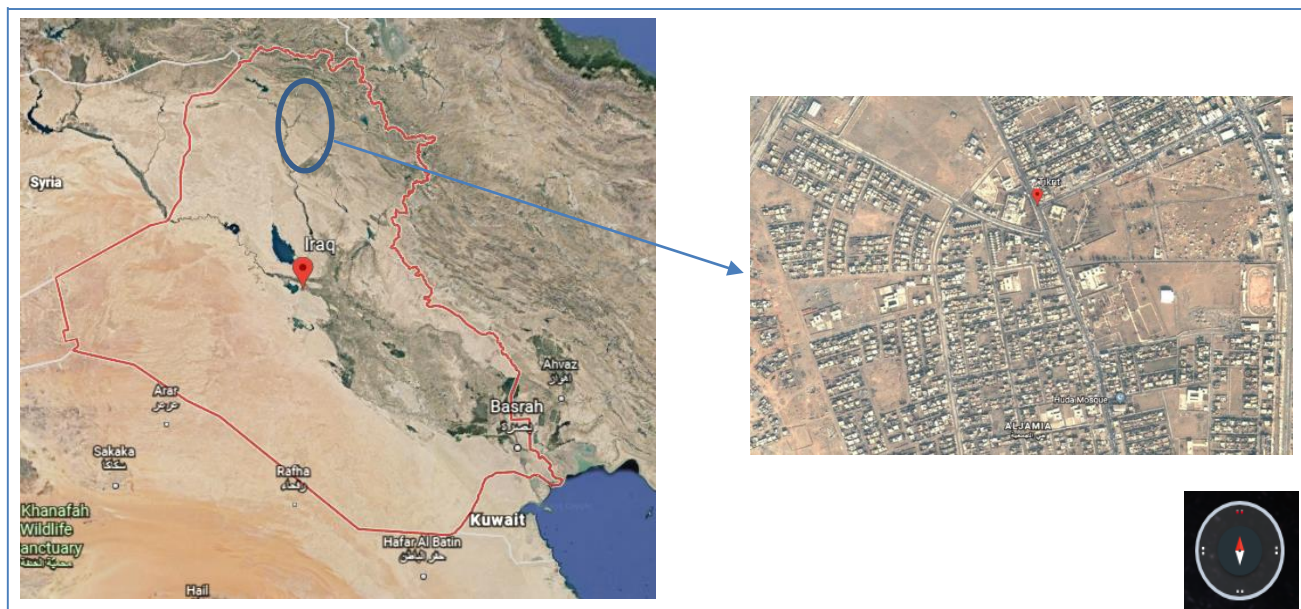 Syria
Iraq
Ahvaz
اهواز
Basrah
Arar
عرعر
Sakaka
سكاكا
Rafha
رفحاء
Khanafah
Wildlife
anctuary
Kuwait
Hafar Al Batin
حفر الباطن
Hail
Tikrit
Huda Mosque
ALJAMIA